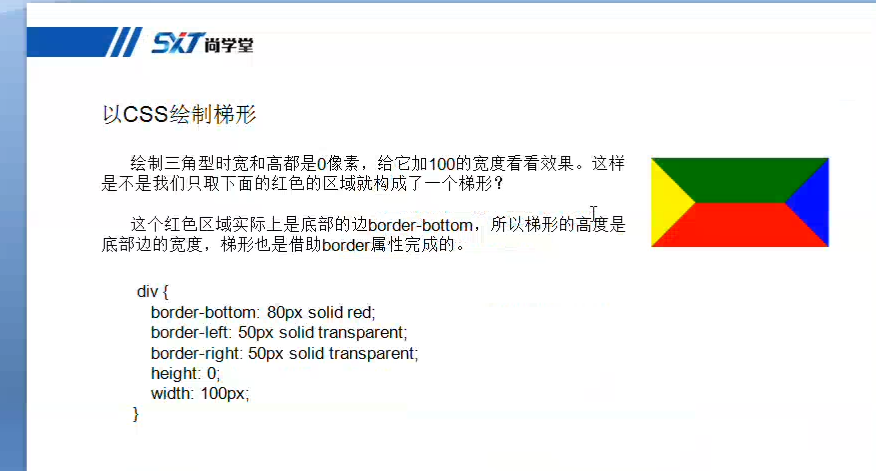 SXT尚学堂
以CSS绘制梯形
绘制三角型时宽和高都是0像素，给它加100的宽度看看效果。这样
是不是我们只取下面的红色的区域就构成了一个梯形？
这个红色区域实际上是底部的边border-bottom，所以梯形的高度是
底部边的宽度，梯形也是借助border属性完成的。
div {
border-bottom: 80px solid red;
border-left: 50px solid transparent;
border-right: 50px solid transparent;
height: 0;
width: 100px;
}